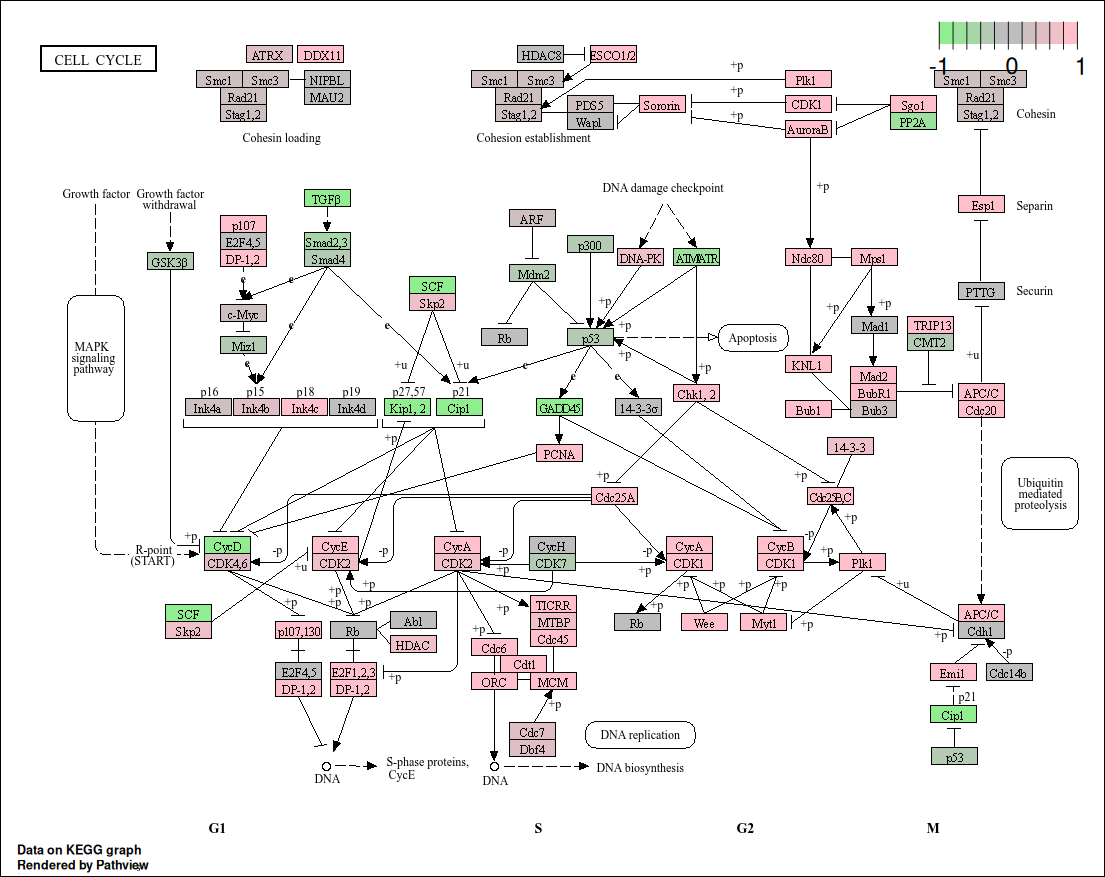 CELL CYCLE
ATRX DDX11
Smc1 Smc3 NIPBL
Rad21 MAU2
Stag1,2
Cohesin loading
HDAC8 ESCO1/2
Smc1 Smc3
Rad21
Stag1,2
PDS5
Wapl
Sororin
Cohesion establishment
+p Plk1
+p CDK1
+p AuroraB
Sgo1
PP2A
-1 0 1
Smc1 Smc3
Rad21
Stag1,2
Cohesin
+p
Esp1 Separin
PTTG Securin
+u
Growth factor
Growth factor
withdrawal
GSK3β
MAPK
signaling
pathway
p107
E2F4,5
DP-1,2
TGFβ
Smad2,3
Smad4
e
c-Myc
e
e
Miz1
e
SCF
Skp2
+u
+u
ARF
Mdm2
Rb
p300
DNA damage checkpoint
DNA-PK
ATMATR
+p
+p
p53
+p
Apoptosis
+p
e
e
e
Ndc80
Mps1
+p
+p
Mad1
KNL1
Mad2
BubR1
Bub3
Bub1
TRIP13
CMT2
APC/C
Cdc20
p16 p15 p18 p19
Ink4a Ink4b Ink4c Ink4d
p27,57 p21
Kip1, 2 Cip1
GADD45
14-3-3σ
Chk1, 2
PCNA
14-3-3
+p
+p
Cdc25A
Cdc25B,C
Ubiquitin
mediated
proteolysis
+p
R-point
(START)
+p
CycD
CDK4,6
-p
+u
CycE
CDK2
-p
CycA
CDK2
-p
+p
CycH
CDK7
-p
CycA
CDK1
CycB
CDK1
-p
+p
+p
Plk1
+u
SCF
Skp2
+p
+p
+p
+p
p107,130
Rb
Abl
HDAC
E2F4,5
DP-1,2
E2F1,2,3
DP-1,2
+p
+p
+p
TICRR
MTBP
Cdc45
Cdc6
Cdt1
ORC
MCM
+p
Cdc7
Dbf4
+p
+p
+p
+p
Rb
Wee
Myt1
+p
+p
APC/C
Cdh1
-p
Emi1
Cdc14b
p21
Cip1
p53
DNA
S-phase proteins,
CycE
DNA
DNA biosynthesis
DNA replication
G1 S G2 M
Data on KEGG graph
Rendered by Pathview